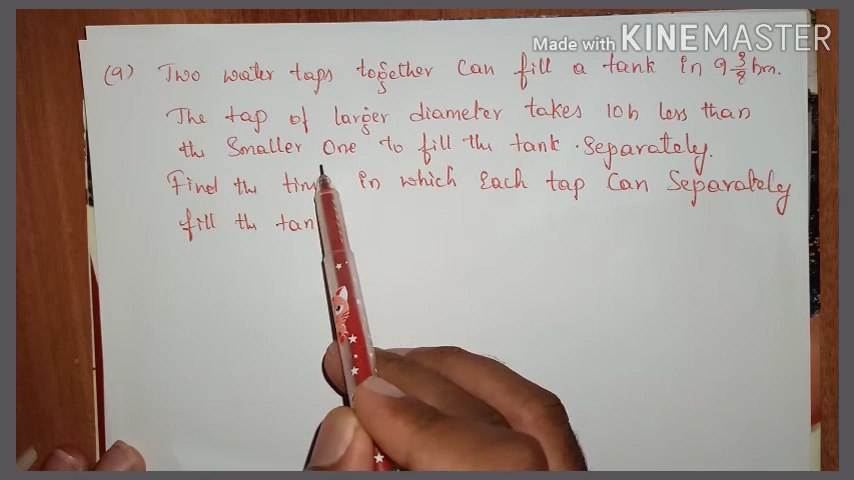 Made with KINEMASTER
(9) Two water taps together can fill a tank in 9 3/8 hrs.
The tap of larger diameter takes 10h less than
the smaller one to fill the tank. Separately.
Find the in which each tap can separately
fill the